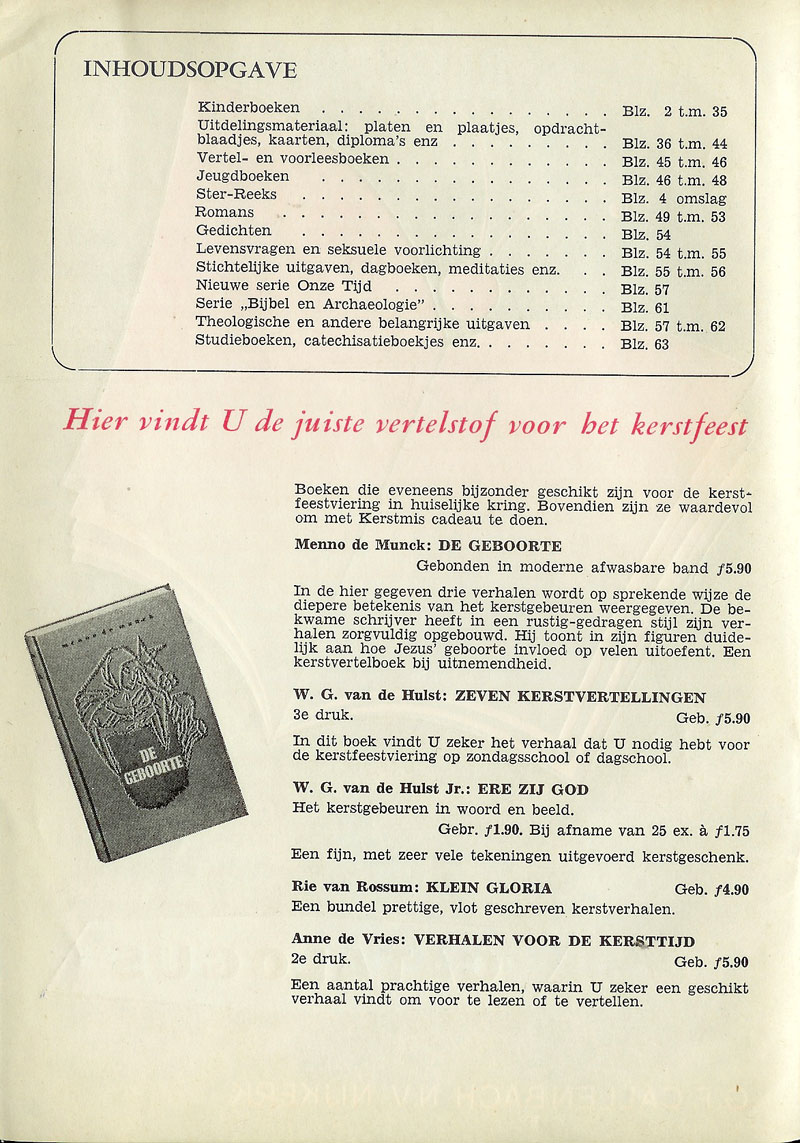 INHOUDSOPGAVE
Kinderboeken . . . . . . . . . . . . . . . . Blz. 2 t.m. 35
Uitdelingsmateriaal: platen en plaatjes, opdracht-
blaadjes, kaarten, diploma's enz . . . . . . . . . Blz. 36 t.m. 44
Vertel- en voorleesboeken . . . . . . . . . . . . Blz. 45 t.m. 46
Jeugdboeken . . . . . . . . . . . . . . . . Blz. 46 t.m. 48
Ster-Reeks . . . . . . . . . . . . . . . . . Blz. 4 omslag
Romans . . . . . . . . . . . . . . . . . . Blz. 49 t.m. 53
Gedichten . . . . . . . . . . . . . . . . . Blz. 54
Levensvragen en seksuele voorlichting . . . . . . . Blz. 54 t.m. 55
Stichtelijke uitgaven, dagboeken, meditaties enz. . . Blz. 55 t.m. 56
Nieuwe serie Onze Tijd . . . . . . . . . . . . Blz. 57
Serie „Bijbel en Archaeologie” . . . . . . . . . . Blz. 61
Theologische en andere belangrijke uitgaven . . . . Blz. 57 t.m. 62
Studieboeken, catechisatieboekjes enz. . . . . . . . Blz. 63
Hier vindt U de juiste vertelstof voor het kerstfeest
Boeken die eveneens bijzonder geschikt zijn voor de kerst-
feestviering in huiselijke kring. Bovendien zijn ze waardevol
om met Kerstmis cadeau te doen.
Menno de Munck: DE GEBOORTE
Gebonden in moderne afwasbare band ƒ5.90
In de hier gegeven drie verhalen wordt op sprekende wijze de
diepere betekenis van het kerstgebeuren weergegeven. De be-
kwame schrijver heeft in een rustig-gedragen stijl zijn ver-
halen zorgvuldig opgebouwd. Hij toont in zijn figuren duide-
lijk aan hoe Jezus' geboorte invloed op velen uitoefent. Een
kerstvertelboek bij uitnemendheid.
menno de munck
DE
GEBOORTE
W. G. van de Hulst: ZEVEN KERSTVERTELLINGEN
3e druk. Geb. ƒ5.90
In dit boek vindt U zeker het verhaal dat U nodig hebt voor
de kerstfeestviering op zondagsschool of dagschool.
W. G. van de Hulst Jr.: ERE ZIJ GOD
Het kerstgebeuren in woord en beeld.
Gebr. ƒ1.90. Bij afname van 25 ex. à ƒ1.75
Een fijn, met zeer vele tekeningen uitgevoerd kerstgeschenk.
Rie van Rossum: KLEIN GLORIA Geb. ƒ4.90
Een bundel prettige, vlot geschreven kerstverhalen.
Anne de Vries: VERHALEN VOOR DE KERSTTIJD
2e druk. Geb. ƒ5.90
Een aantal prachtige verhalen, waarin U zeker een geschikt
verhaal vindt om voor te lezen of te vertellen.